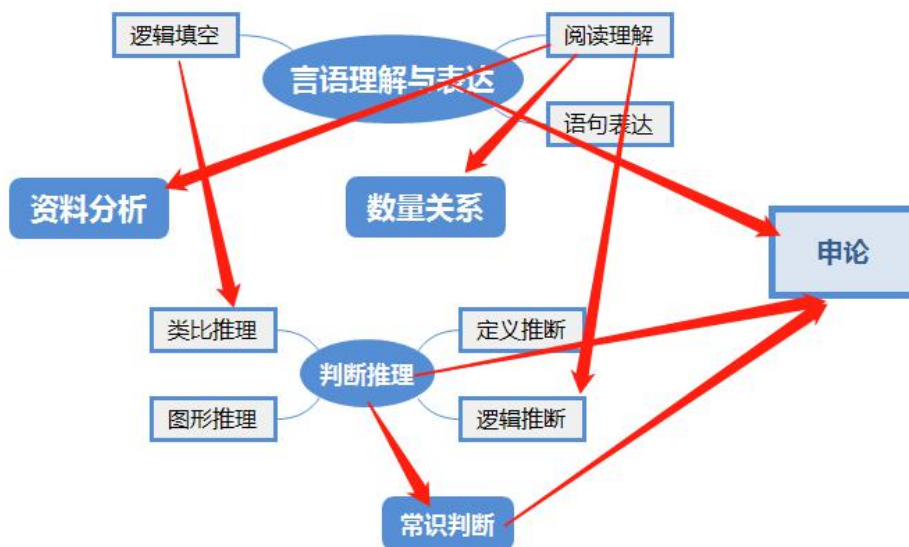 逻辑填空
阅读理解
言语理解与表达
语句表达
资料分析
数量关系
申论
类比推理
定义推断
判断推理
图形推理
逻辑推断
常识判断